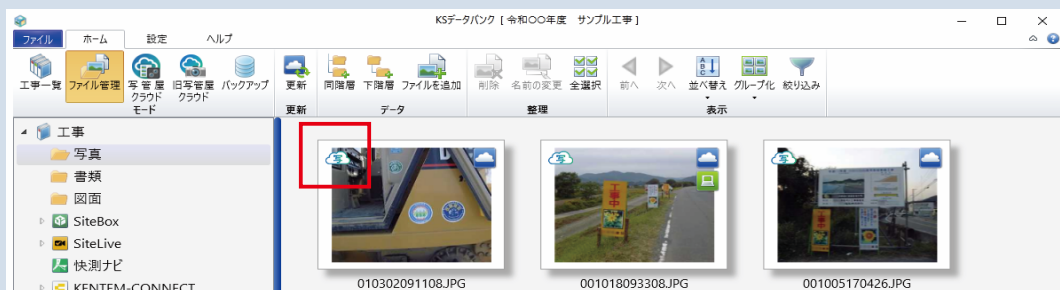 KSデータバンク [ 令和〇〇年度 サンプル工事 ]
ファイル ホーム 設定 ヘルプ
工事一覧 ファイル管理 写管屋クラウド 旧写管屋クラウド バックアップ 更新 同階層 下階層 ファイルを追加 削除 名前の変更 全選択 前へ 次へ 並べ替え グループ化 絞り込み
モード 更新 データ 整理 表示
工事
写真
書類
図面
SiteBox
SiteLive
快測ナビ
KENTEM-CONNECT
写 写 写
工事中
010302091108.JPG 001018093308.JPG 001005170426.JPG